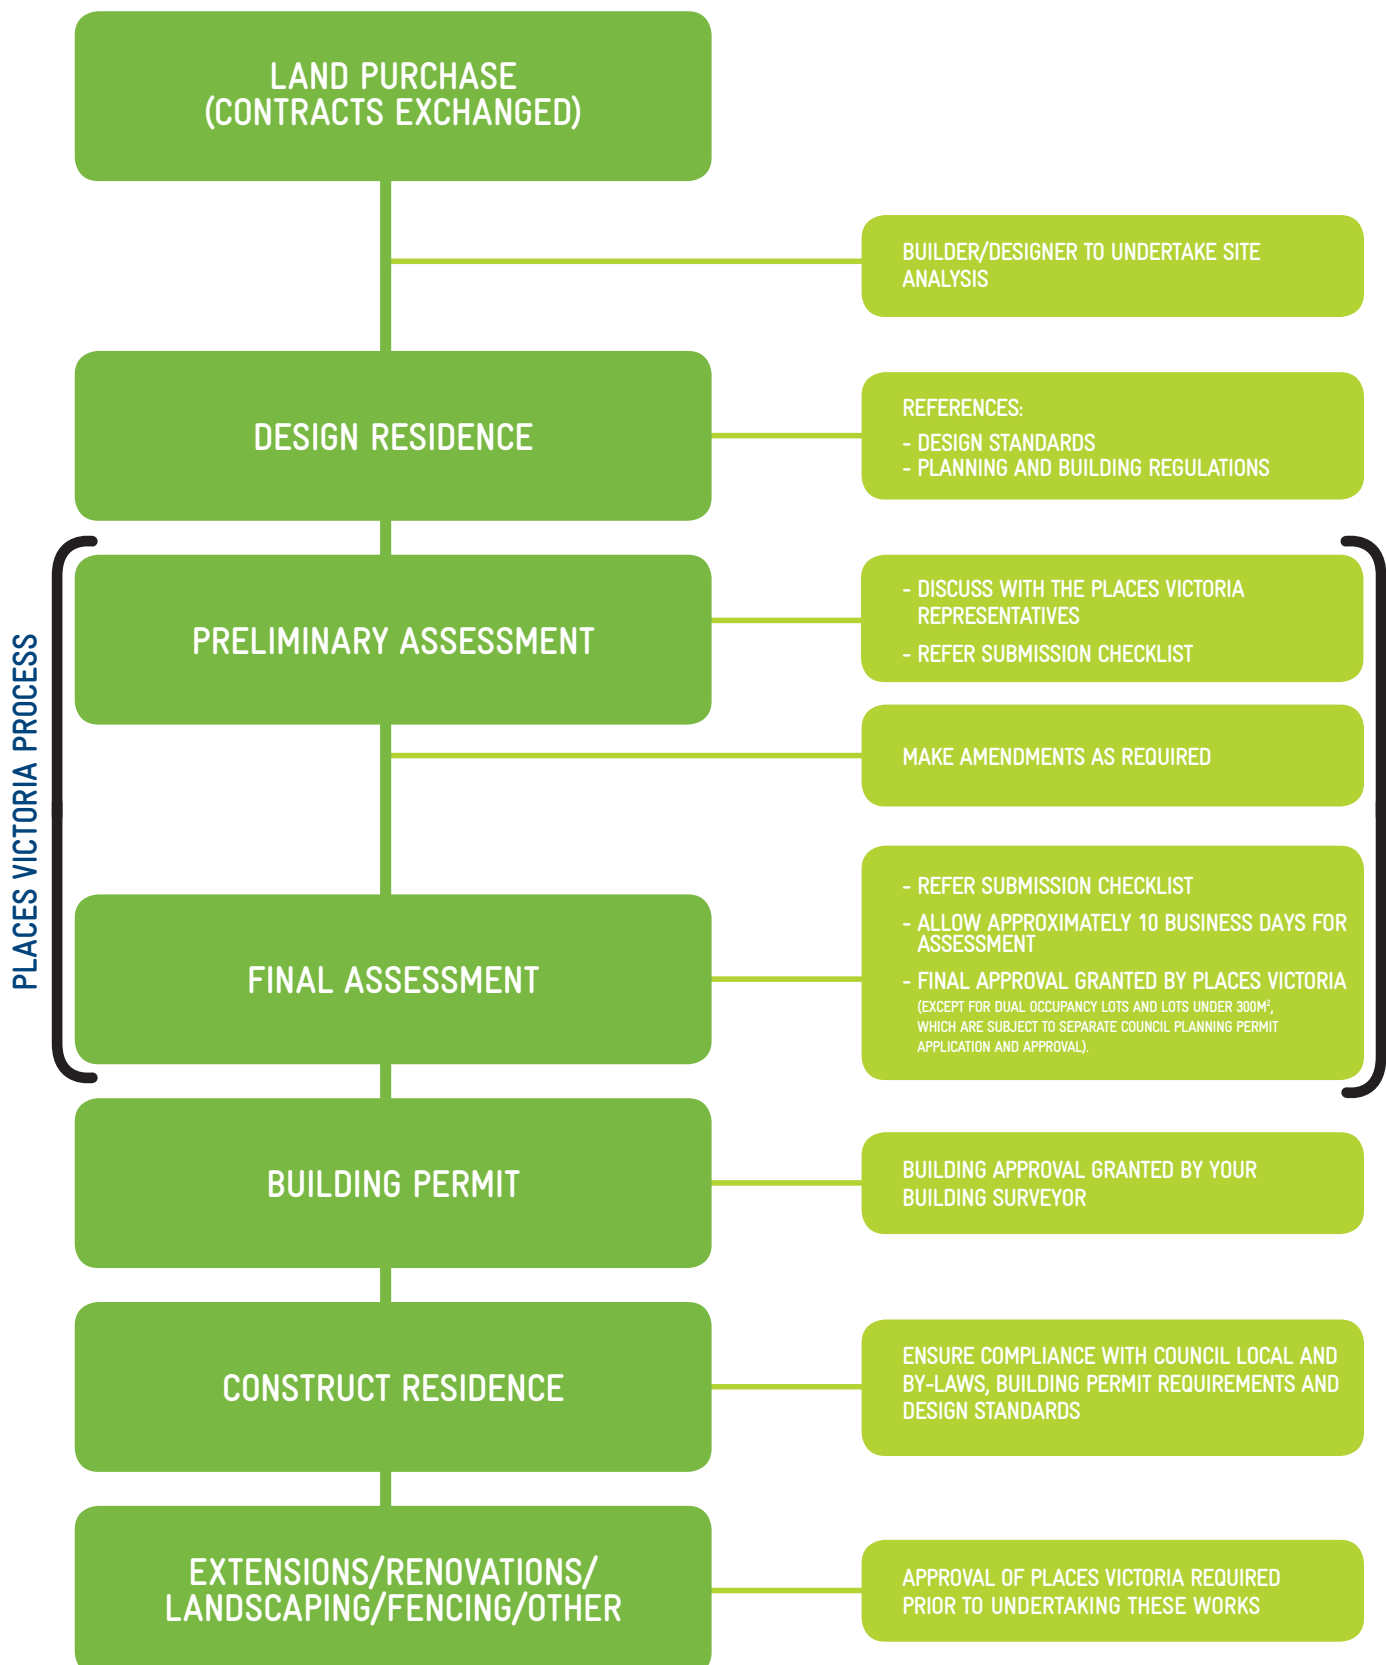 LAND PURCHASE
(CONTRACTS EXCHANGED)
BUILDER/DESIGNER TO UNDERTAKE SITE
ANALYSIS
DESIGN RESIDENCE
REFERENCES:
- DESIGN STANDARDS
- PLANNING AND BUILDING REGULATIONS
PLACES VICTORIA PROCESS
PRELIMINARY ASSESSMENT
- DISCUSS WITH THE PLACES VICTORIA
REPRESENTATIVES
- REFER SUBMISSION CHECKLIST
MAKE AMENDMENTS AS REQUIRED
FINAL ASSESSMENT
- REFER SUBMISSION CHECKLIST
- ALLOW APPROXIMATELY 10 BUSINESS DAYS FOR
ASSESSMENT
- FINAL APPROVAL GRANTED BY PLACES VICTORIA
(EXCEPT FOR DUAL OCCUPANCY LOTS AND LOTS UNDER 300M²,
WHICH ARE SUBJECT TO SEPARATE COUNCIL PLANNING PERMIT
APPLICATION AND APPROVAL).
BUILDING PERMIT
BUILDING APPROVAL GRANTED BY YOUR
BUILDING SURVEYOR
CONSTRUCT RESIDENCE
ENSURE COMPLIANCE WITH COUNCIL LOCAL AND
BY-LAWS, BUILDING PERMIT REQUIREMENTS AND
DESIGN STANDARDS
EXTENSIONS/RENOVATIONS/
LANDSCAPING/FENCING/OTHER
APPROVAL OF PLACES VICTORIA REQUIRED
PRIOR TO UNDERTAKING THESE WORKS